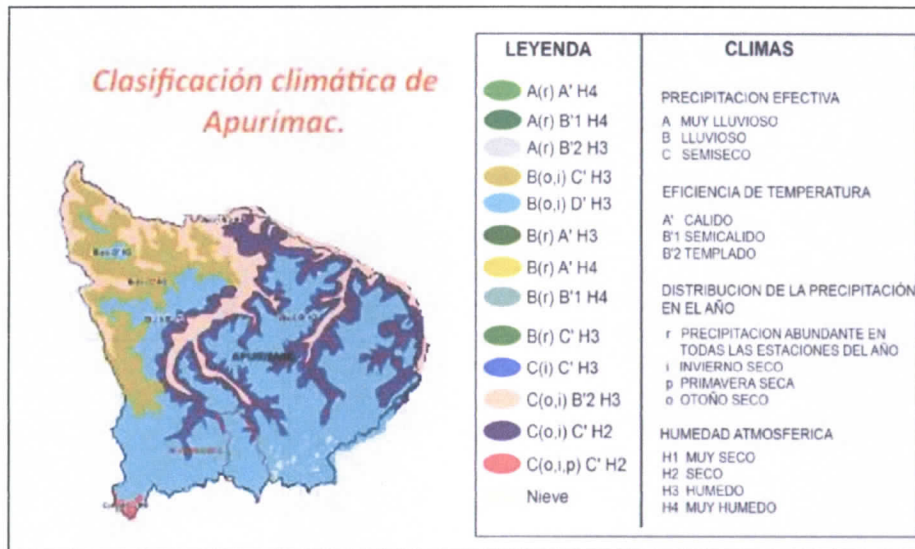 Clasificación climática de
Apurímac.
APURIMAC
LEYENDA
A(r) A' H4
A(r) B'1 H4
A(r) B'2 H3
B(o,i) C' H3
B(o,i) D' H3
B(r) A' H3
B(r) A' H4
B(r) B'1 H4
B(r) C' H3
C(i) C' H3
C(o,i) B'2 H3
C(o,i) C' H2
C(o,i,p) C' H2
Nieve
CLIMAS
PRECIPITACION EFECTIVA
A MUY LLUVIOSO
B LLUVIOSO
C SEMISECO
EFICIENCIA DE TEMPERATURA
A' CALIDO
B'1 SEMICALIDO
B'2 TEMPLADO
DISTRIBUCION DE LA PRECIPITACIÓN
EN EL AÑO
r PRECIPITACION ABUNDANTE EN
TODAS LAS ESTACIONES DEL AÑO
i INVIERNO SECO
p PRIMAVERA SECA
o OTOÑO SECO
HUMEDAD ATMOSFERICA
H1 MUY SECO
H2 SECO
H3 HUMEDO
H4 MUY HUMEDO